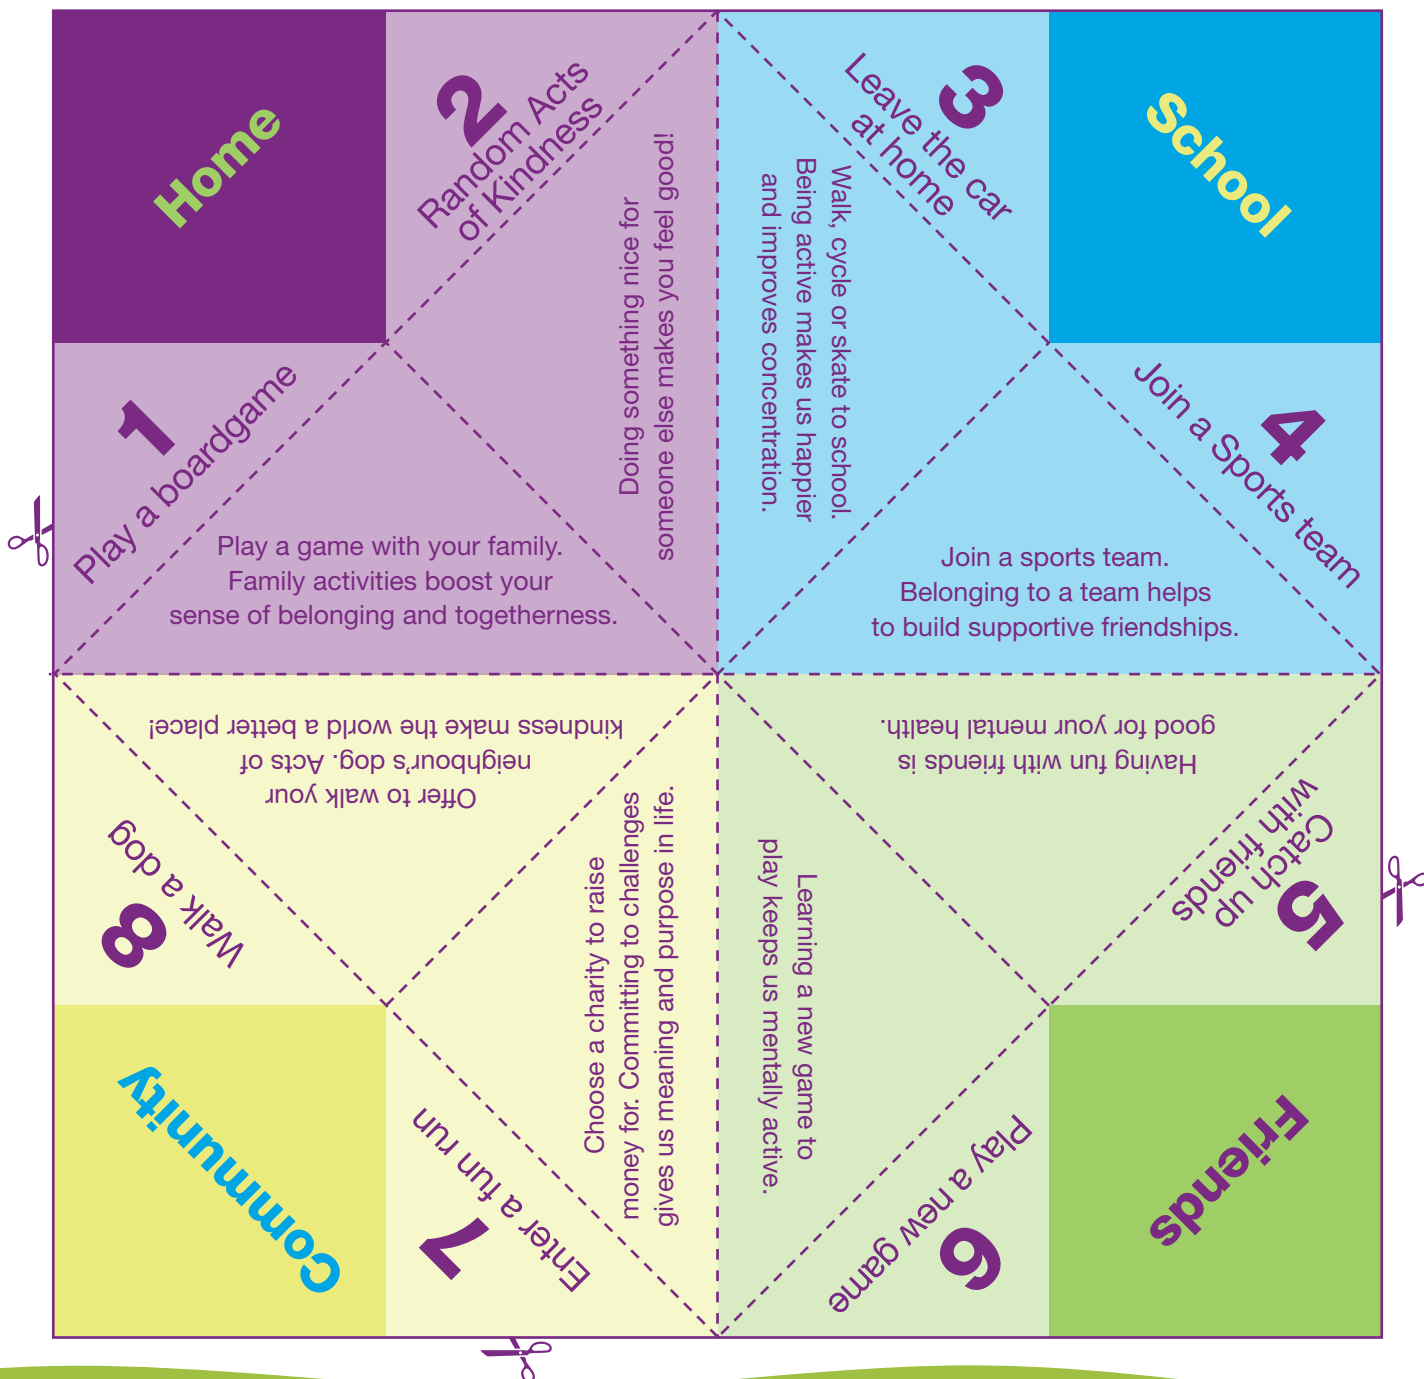 Home
1
Play a boardgame
Play a game with your family.
Family activities boost your
sense of belonging and togetherness.
2
Random Acts
of Kindness
Doing something nice for
someone else makes you feel good!
School
3
Leave the car
at home
Walk, cycle or skate to school.
Being active makes us happier
and improves concentration.
4
Join a Sports team
Join a sports team.
Belonging to a team helps
to build supportive friendships.
Friends
5
Catch up
with friends
Having fun with friends is
good for your mental health.
6
Play a new game
Learning a new game to
play keeps us mentally active.
Community
7
Enter a fun run
Choose a charity to raise
money for. Committing to challenges
gives us meaning and purpose in life.
8
Walk a dog
Offer to walk your
neighbour's dog. Acts of
kindness make the world a better place!